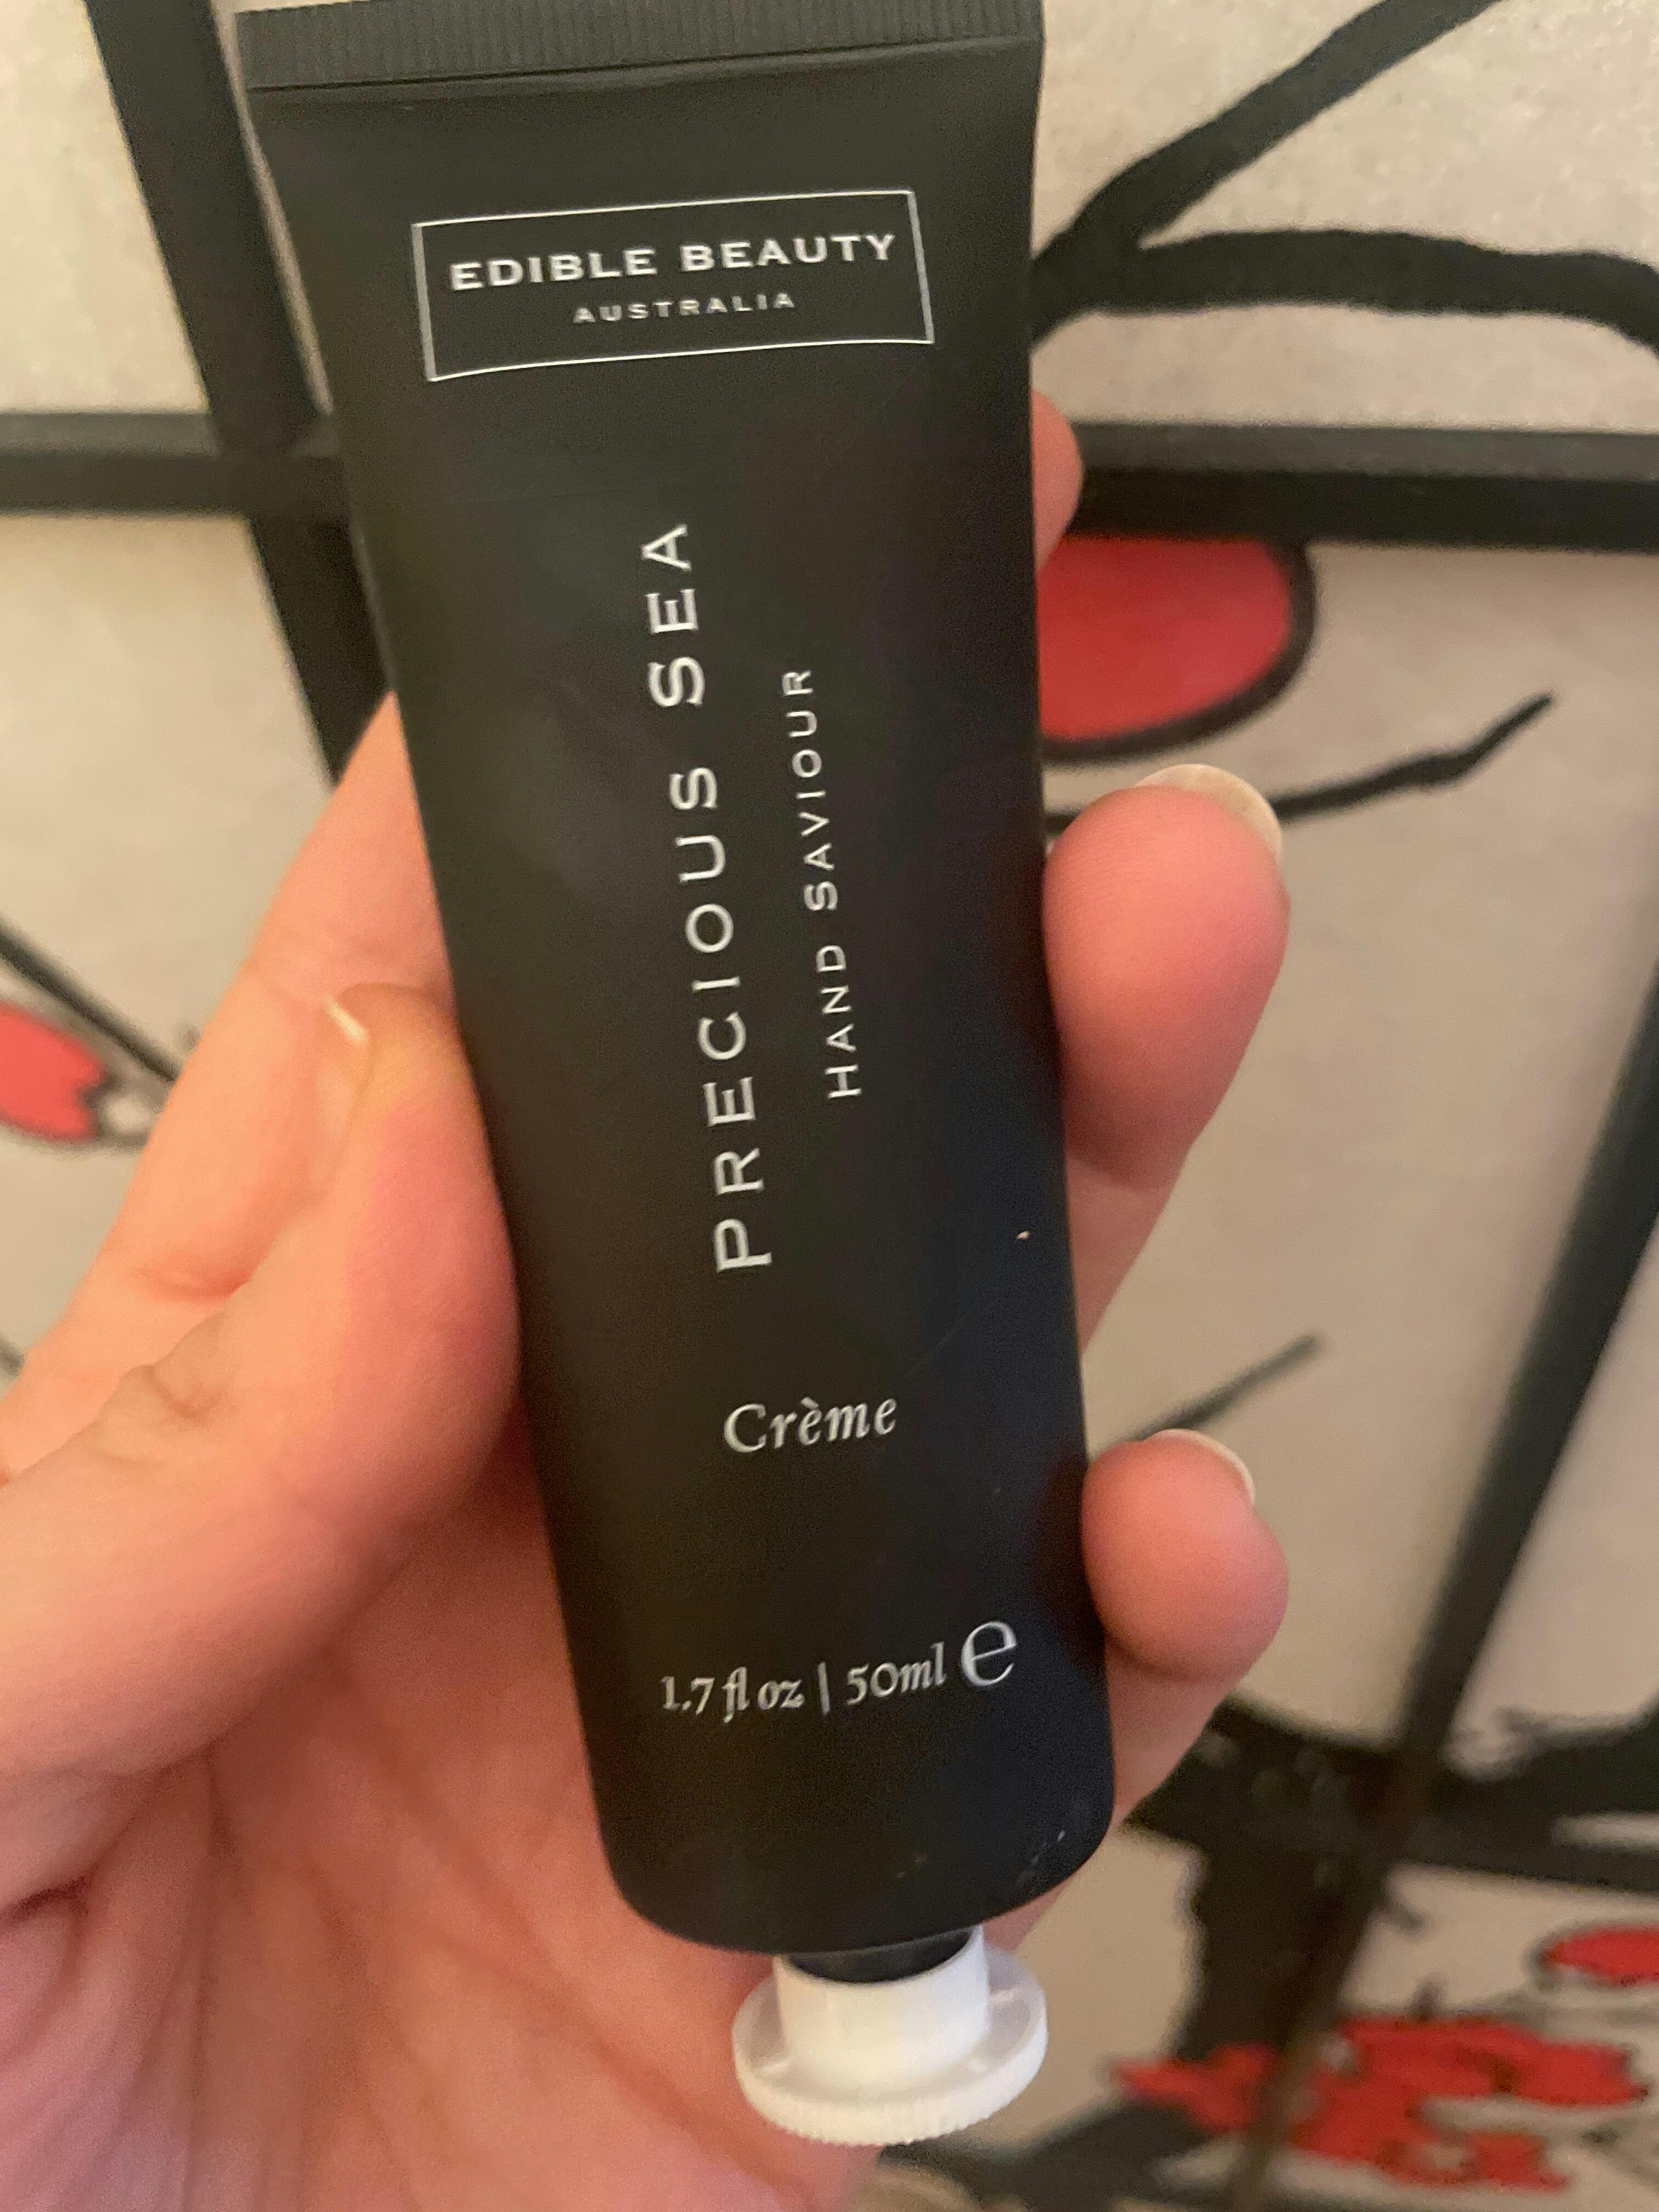 EDIBLE BEAUTY
AUSTRALIA
PRECIOUS SEA
HAND SAVIOUR
Crème
1.7 fl oz | 50ml e